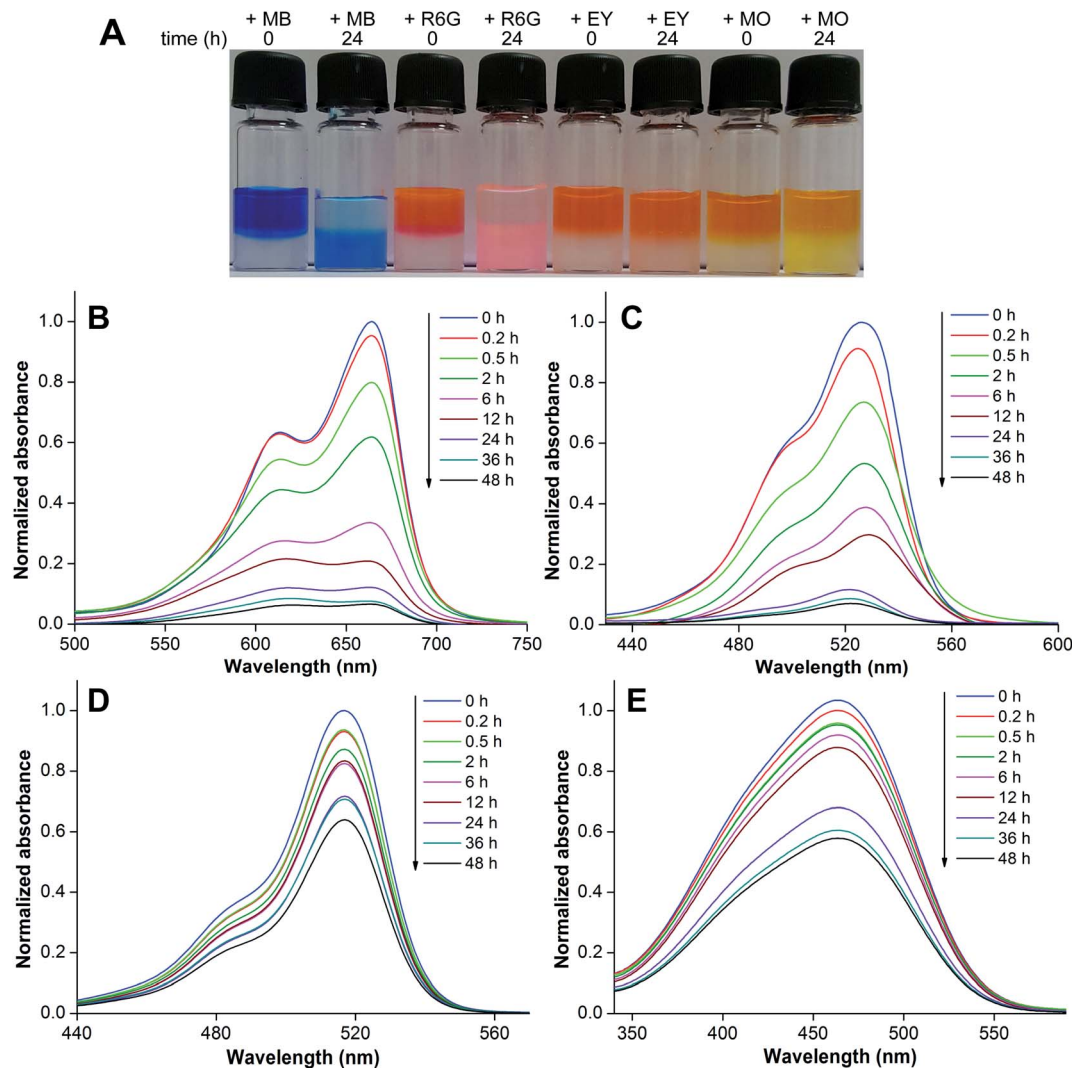 A
+ MB + MB + R6G + R6G + EY + EY + MO + MO
time (h) 0 24 0 24 0 24 0 24
B
0 h
0.2 h
0.5 h
2 h
6 h
12 h
24 h
36 h
48 h
1.0
0.8
0.6
0.4
0.2
0.0
Normalized absorbance
500 550 600 650 700 750
Wavelength (nm)
C
0 h
0.2 h
0.5 h
2 h
6 h
12 h
24 h
36 h
48 h
1.0
0.8
0.6
0.4
0.2
0.0
Normalized absorbance
440 480 520 560 600
Wavelength (nm)
D
0 h
0.2 h
0.5 h
2 h
6 h
12 h
24 h
36 h
48 h
1.0
0.8
0.6
0.4
0.2
0.0
Normalized absorbance
440 480 520 560
Wavelength (nm)
E
0 h
0.2 h
0.5 h
2 h
6 h
12 h
24 h
36 h
48 h
1.0
0.8
0.6
0.4
0.2
0.0
Normalized absorbance
350 400 450 500 550
Wavelength (nm)